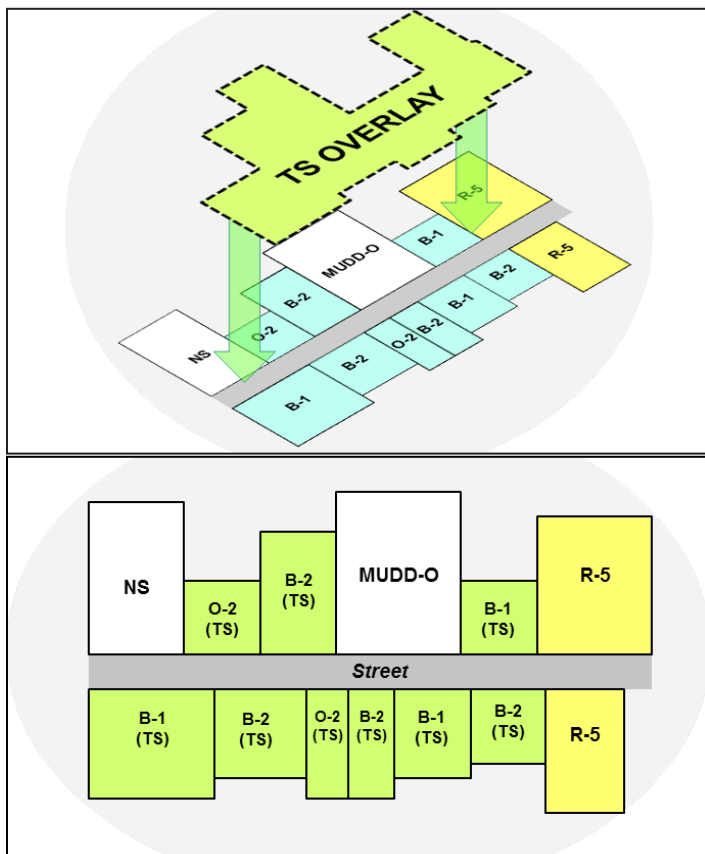 TS OVERLAY
R-5
B-1
MUDD-O
R-5
B-2
B-1
B-2
O-2
B-2
O-2
B-2
NS
B-1
NS
O-2
(TS)
B-2
(TS)
MUDD-O
B-1
(TS)
R-5
Street
B-1
(TS)
B-2
(TS)
O-2
(TS)
B-2
(TS)
B-1
(TS)
B-2
(TS)
R-5